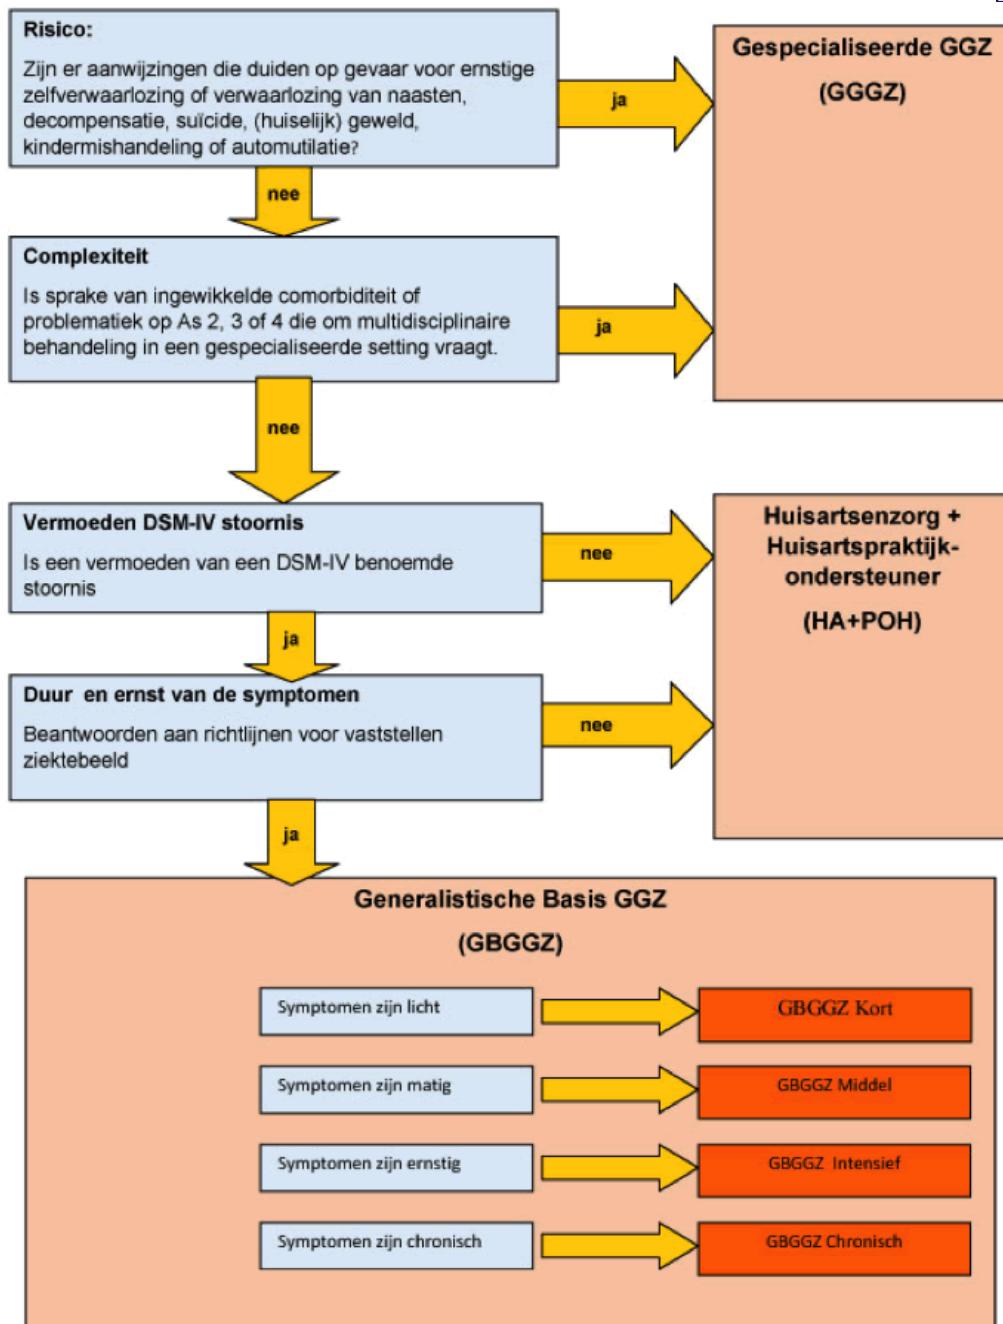 Risico:
Zijn er aanwijzingen die duiden op gevaar voor ernstige
zelfverwaarlozing of verwaarlozing van naasten,
decompensatie, suïcide, (huiselijk) geweld,
kindermishandeling of automutilatie?
ja
Gespecialiseerde GGZ
(GGGZ)
nee
Complexiteit
Is sprake van ingewikkelde comorbiditeit of
problematiek op As 2, 3 of 4 die om multidisciplinaire
behandeling in een gespecialiseerde setting vraagt.
ja
nee
Vermoeden DSM-IV stoornis
Is een vermoeden van een DSM-IV benoemde
stoornis
nee
Huisartsenzorg +
Huisartspraktijk-
ondersteuner
(HA+POH)
ja
Duur en ernst van de symptomen
Beantwoorden aan richtlijnen voor vaststellen
ziektebeeld
nee
ja
Generalistische Basis GGZ
(GBGGZ)
Symptomen zijn licht
GBGGZ Kort
Symptomen zijn matig
GBGGZ Middel
Symptomen zijn ernstig
GBGGZ Intensief
Symptomen zijn chronisch
GBGGZ Chronisch